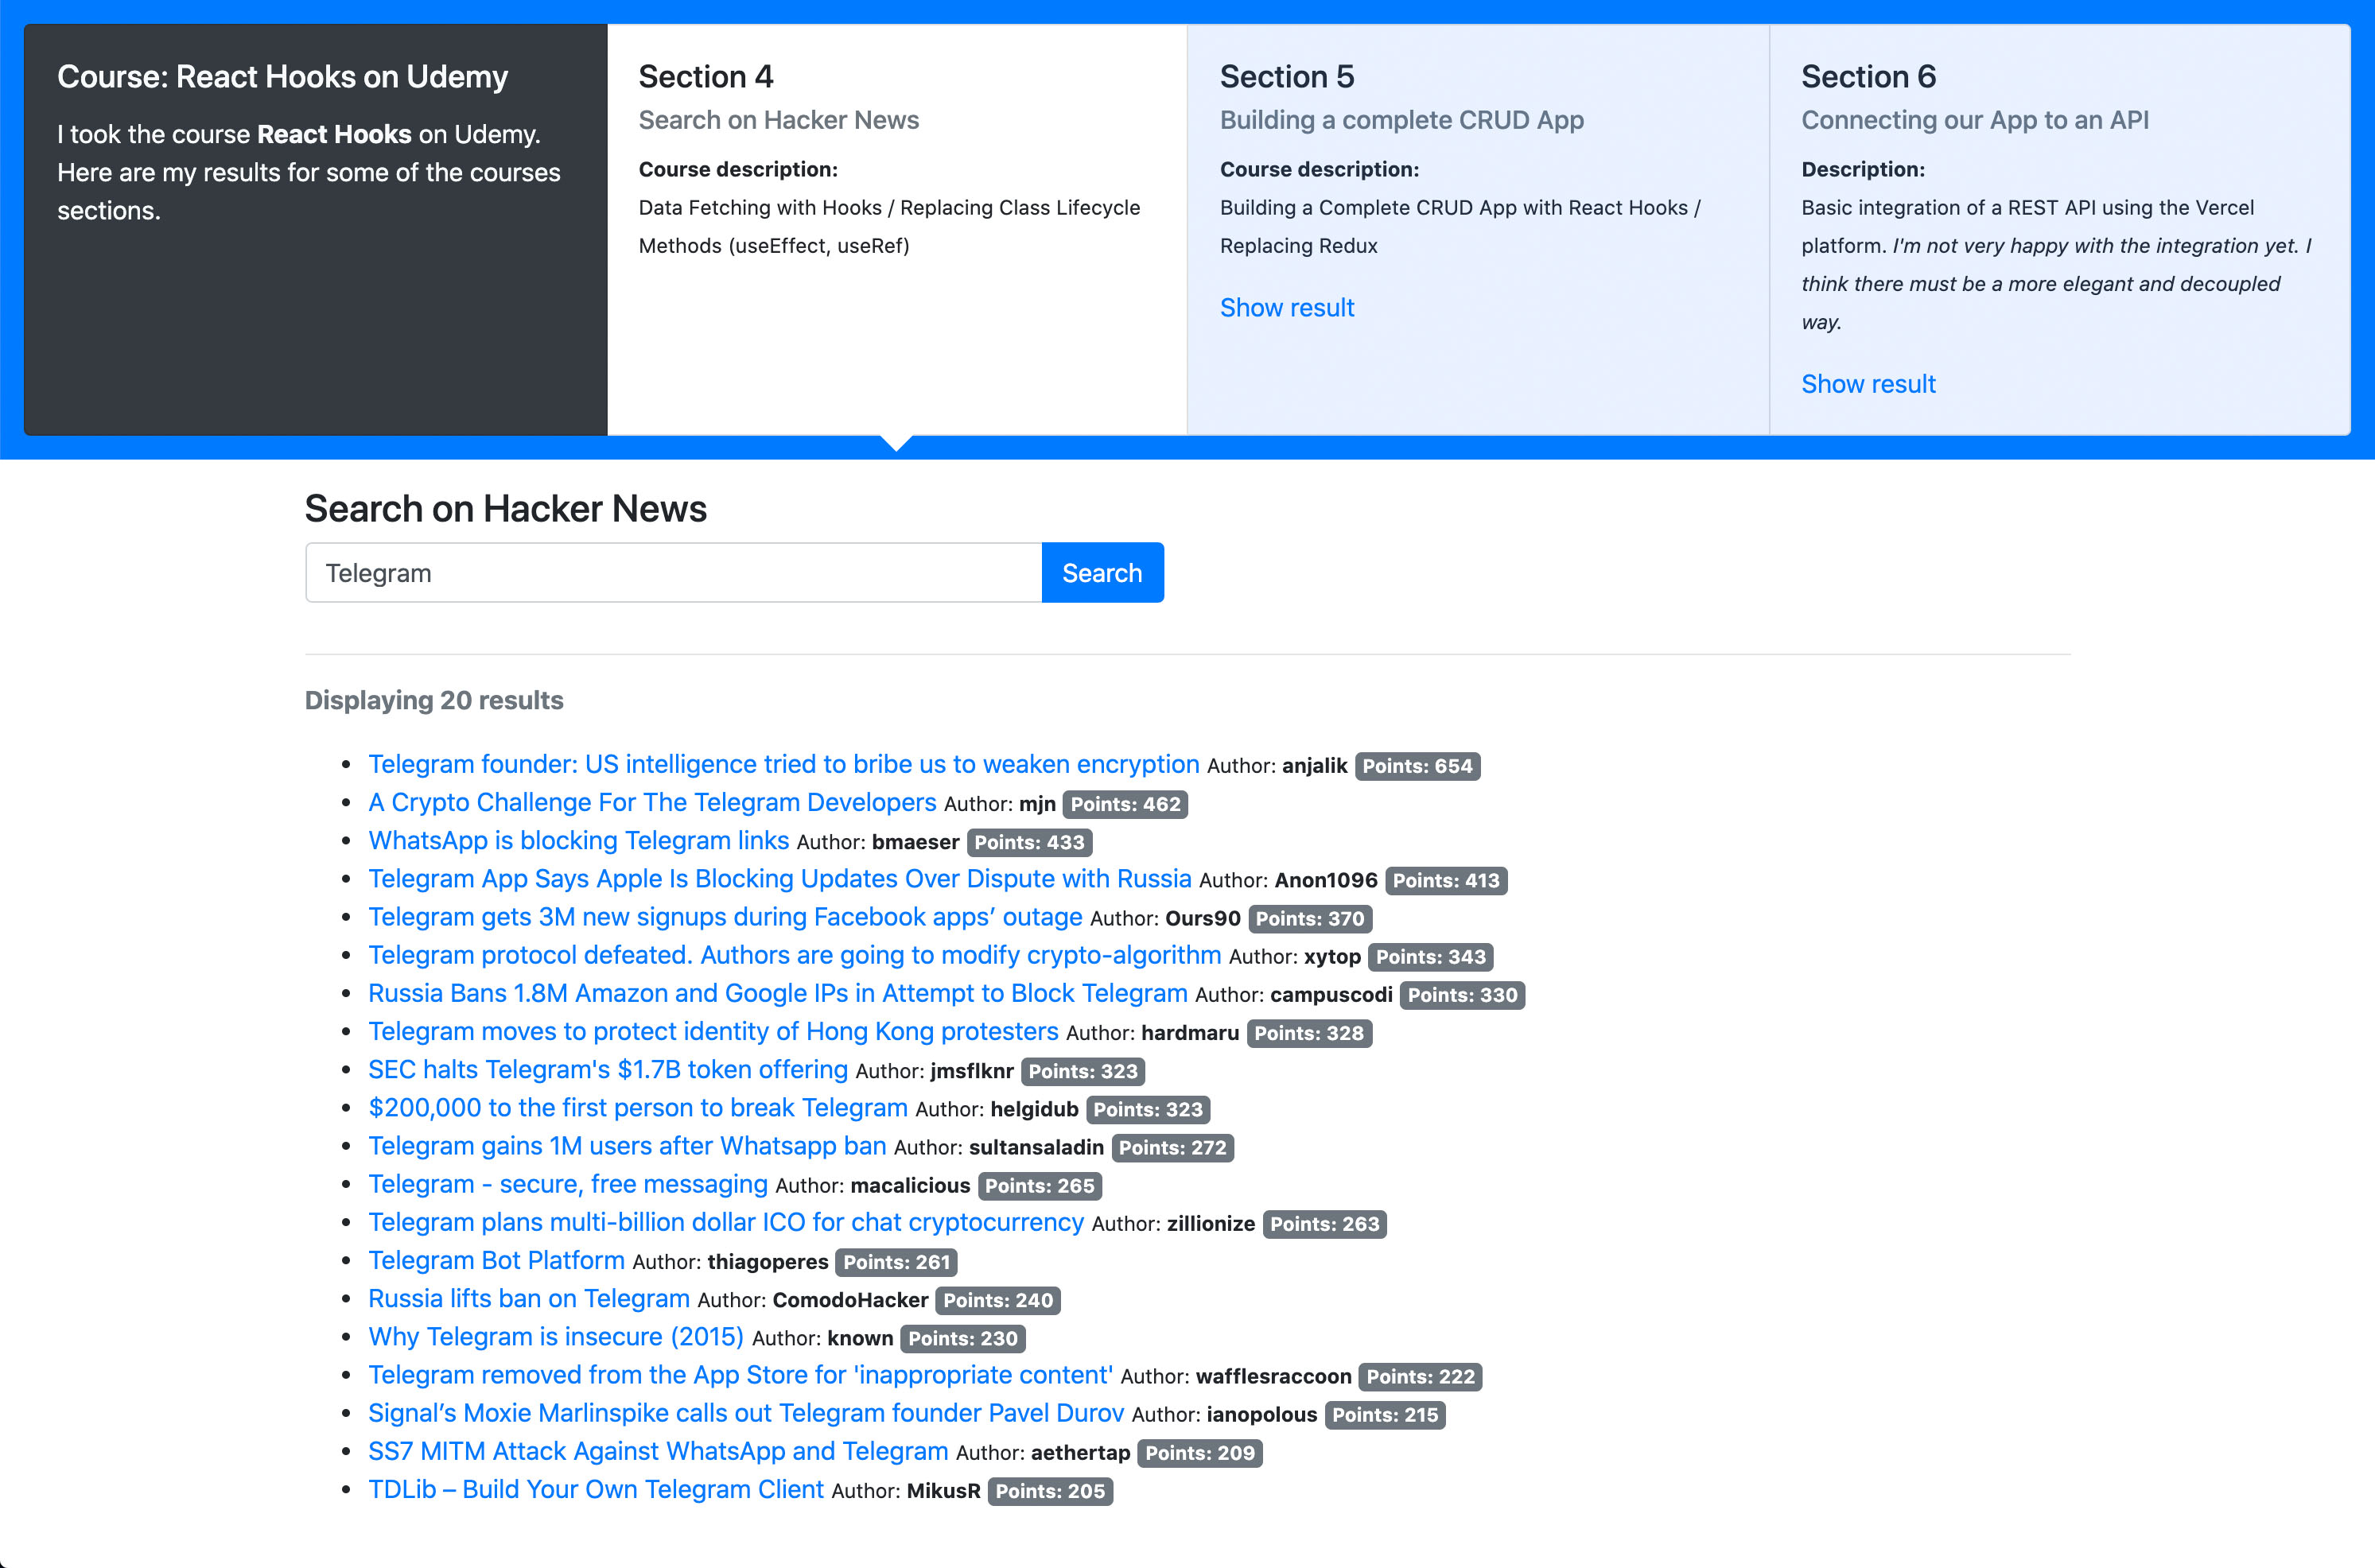 Course: React Hooks on Udemy
I took the course React Hooks on Udemy.
Here are my results for some of the courses
sections.
Section 4
Search on Hacker News
Course description:
Data Fetching with Hooks / Replacing Class Lifecycle
Methods (useEffect, useRef)
Section 5
Building a complete CRUD App
Course description:
Building a Complete CRUD App with React Hooks /
Replacing Redux
Show result
Section 6
Connecting our App to an API
Description:
Basic integration of a REST API using the Vercel
platform. I'm not very happy with the integration yet. I
think there must be a more elegant and decoupled
way.
Show result
Search on Hacker News
Telegram
Search
Displaying 20 results
Telegram founder: US intelligence tried to bribe us to weaken encryption Author: anjalik Points: 654
A Crypto Challenge For The Telegram Developers Author: mjn Points: 462
WhatsApp is blocking Telegram links Author: bmaeser Points: 433
Telegram App Says Apple Is Blocking Updates Over Dispute with Russia Author: Anon1096 Points: 413
Telegram gets 3M new signups during Facebook apps’ outage Author: Ours90 Points: 370
Telegram protocol defeated. Authors are going to modify crypto-algorithm Author: xytop Points: 343
Russia Bans 1.8M Amazon and Google IPs in Attempt to Block Telegram Author: campuscodi Points: 330
Telegram moves to protect identity of Hong Kong protesters Author: hardmaru Points: 328
SEC halts Telegram's $1.7B token offering Author: jmsflknr Points: 323
$200,000 to the first person to break Telegram Author: helgidub Points: 323
Telegram gains 1M users after Whatsapp ban Author: sultansaladin Points: 272
Telegram - secure, free messaging Author: macalicious Points: 265
Telegram plans multi-billion dollar ICO for chat cryptocurrency Author: zillionize Points: 263
Telegram Bot Platform Author: thiagoperes Points: 261
Russia lifts ban on Telegram Author: ComodoHacker Points: 240
Why Telegram is insecure (2015) Author: known Points: 230
Telegram removed from the App Store for 'inappropriate content' Author: wafflesraccoon Points: 222
Signal’s Moxie Marlinspike calls out Telegram founder Pavel Durov Author: ianopolous Points: 215
SS7 MITM Attack Against WhatsApp and Telegram Author: aethertap Points: 209
TDLib – Build Your Own Telegram Client Author: MikusR Points: 205